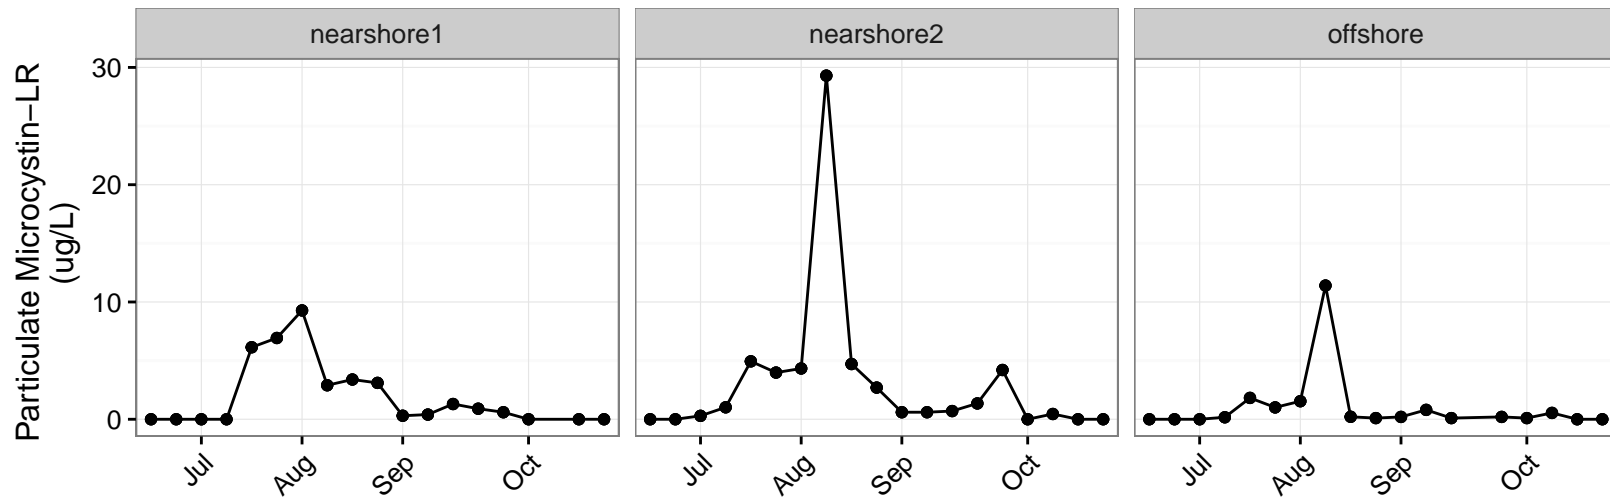 nearshore1
nearshore2
offshore
Particulate Microcystin−LR
(ug/L)
30
20
10
0
Jul
Aug
Sep
Oct
Jul
Aug
Sep
Oct
Jul
Aug
Sep
Oct